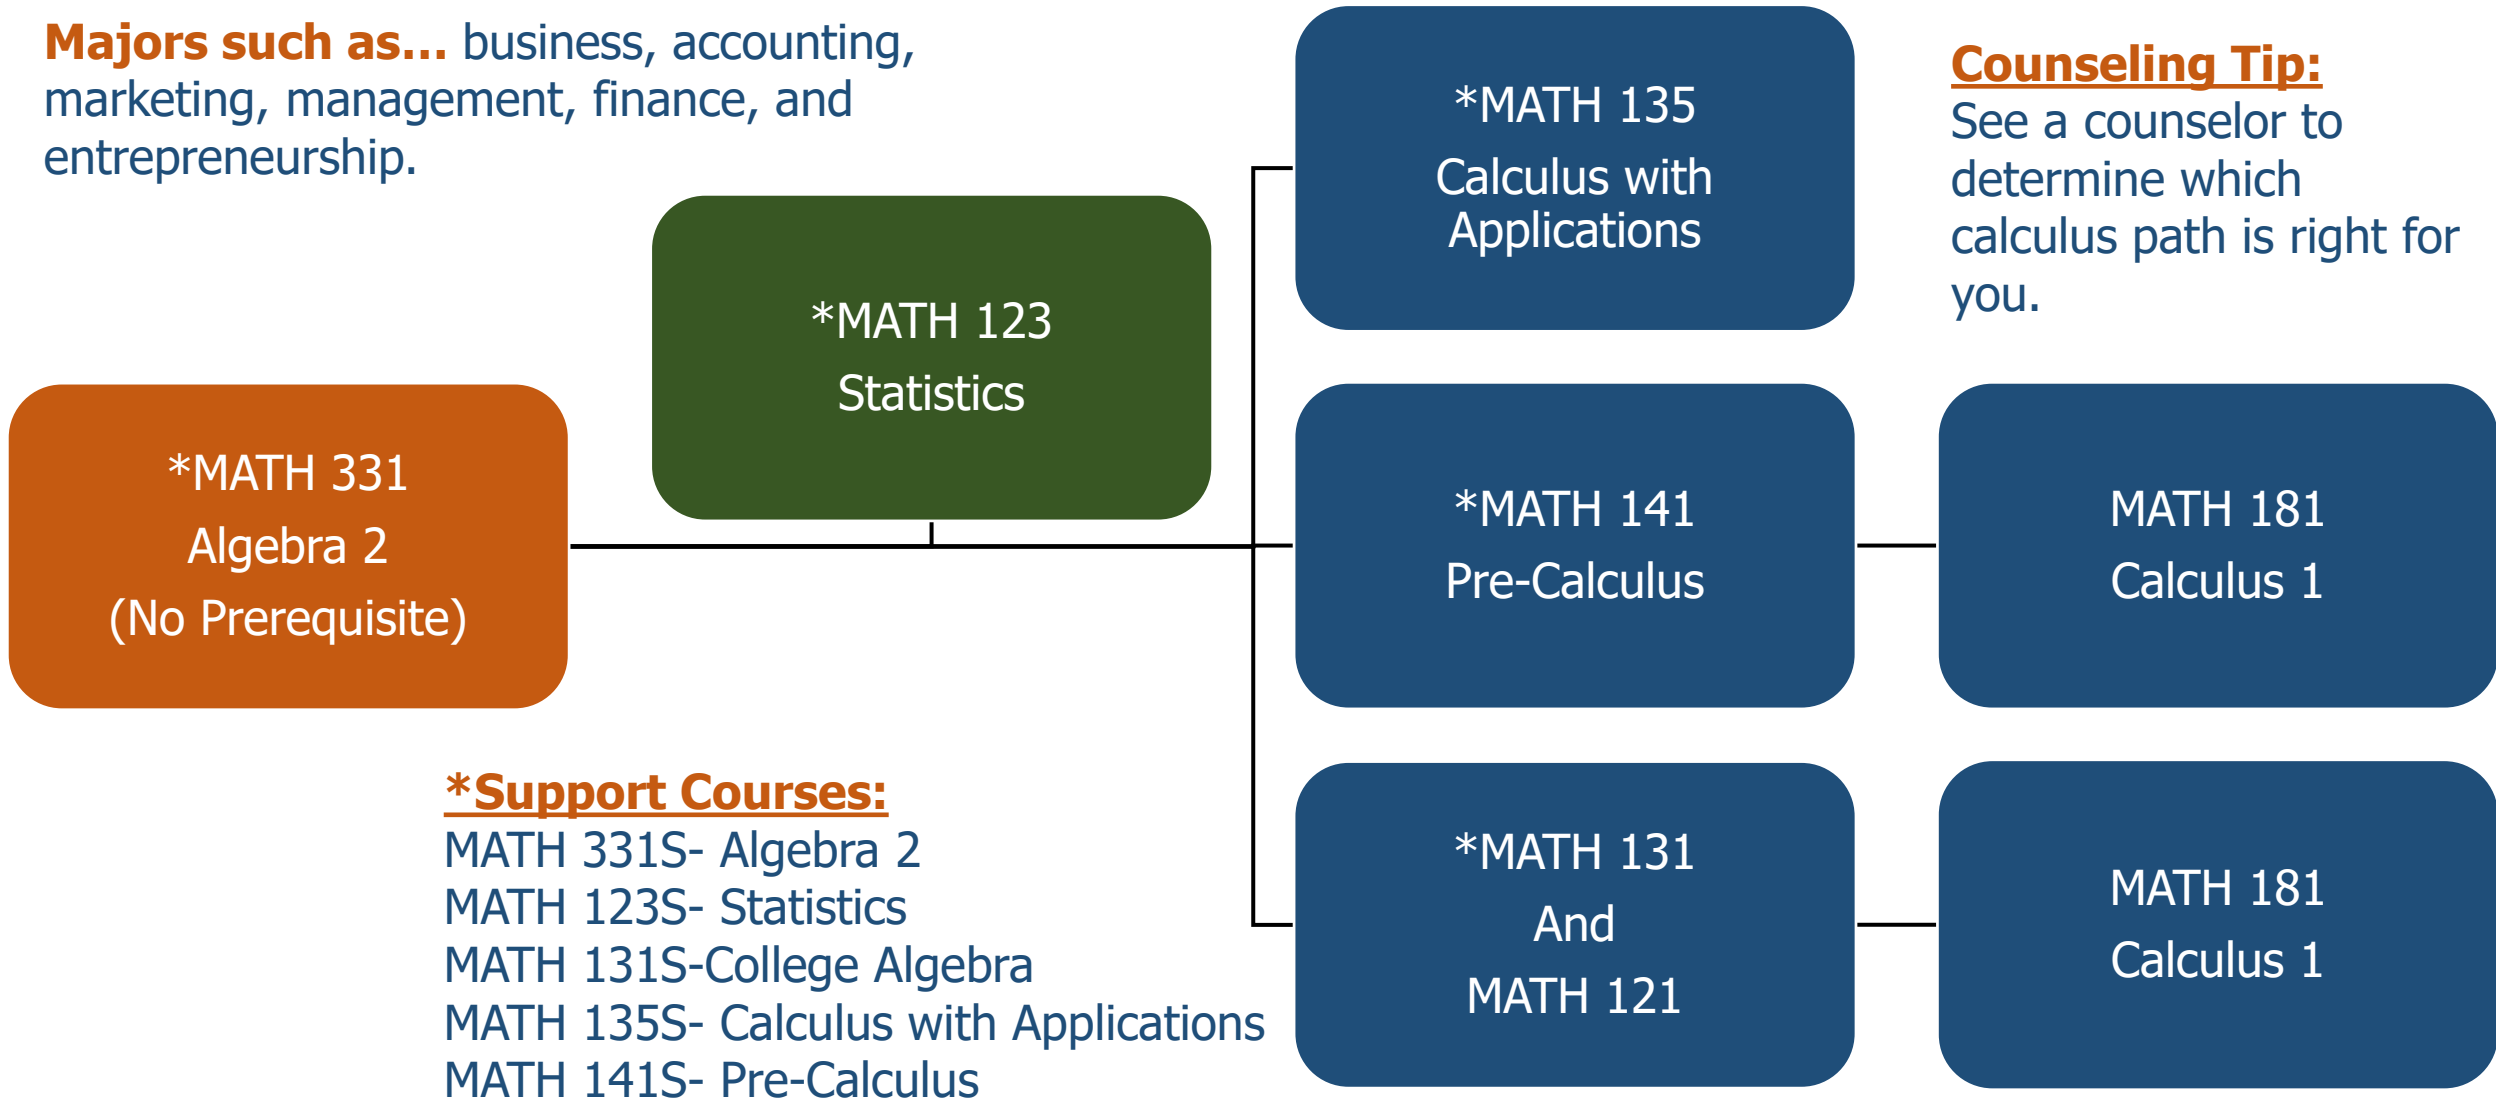 Majors such as... business, accounting,
marketing, management, finance, and
entrepreneurship.
*MATH 331
Algebra 2
(No Prerequisite)
*MATH 123
Statistics
*MATH 135
Calculus with
Applications
*MATH 141
Pre-Calculus
*MATH 131
And
MATH 121
Counseling Tip:
See a counselor to
determine which
calculus path is right for
you.
MATH 181
Calculus 1
MATH 181
Calculus 1
*Support Courses:
MATH 331S- Algebra 2
MATH 123S- Statistics
MATH 131S-College Algebra
MATH 135S- Calculus with Applications
MATH 141S- Pre-Calculus